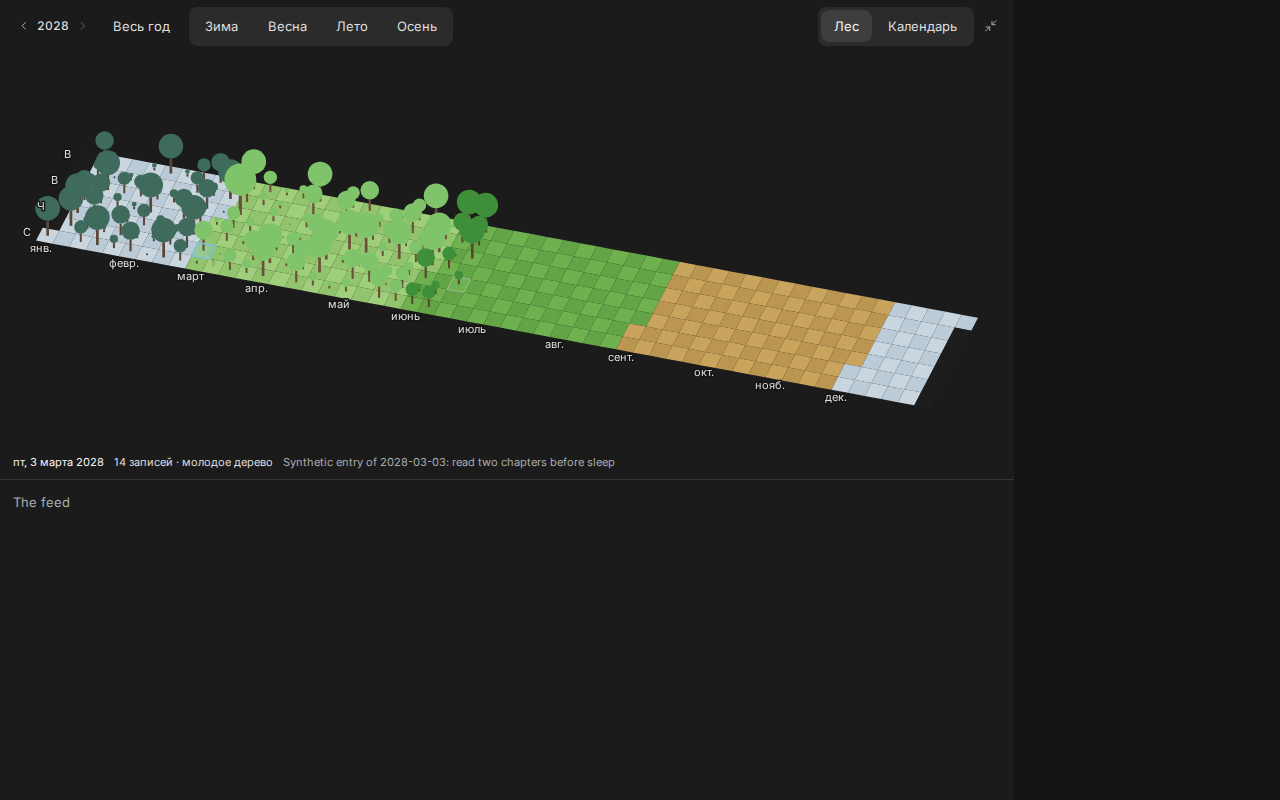 2028 Весь год Зима Весна Лето Осень Лес Календарь
В
В
Ч
С
янв.
февр.
март
апр.
май
июнь
июль
авг.
сент.
окт.
нояб.
дек.
пт, 3 марта 2028 14 записей · молодое дерево Synthetic entry of 2028-03-03: read two chapters before sleep
The feed